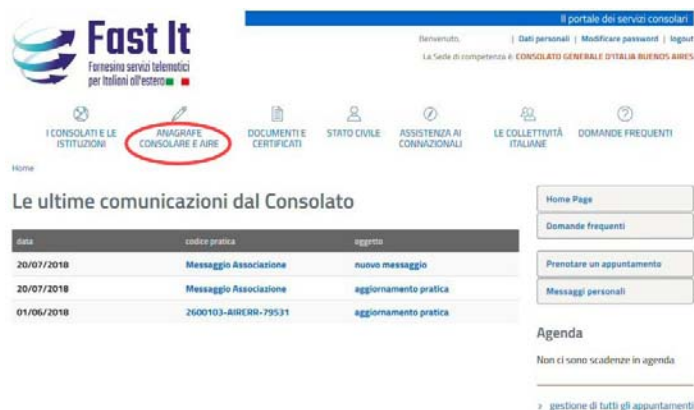 Il portale dei servizi consolari
Fast It
Farnesina servizi telematici
per Italiani all'estero
Benvenuto, | Dati personali | Modificare password | logout
La Sede di competenza è: CONSOLATO GENERALE D'ITALIA BUENOS AIRES
I CONSOLATI E LE
ISTITUZIONI
ANAGRAFE
CONSOLARE E AIRE
DOCUMENTI E
CERTIFICATI
STATO CIVILE
ASSISTENZA AI
CONNAZIONALI
LE COLLETTIVITÀ
ITALIANE
DOMANDE FREQUENTI
Home
Le ultime comunicazioni dal Consolato
data codice pratica oggetto
20/07/2018 Messaggio Associazione nuovo messaggio
20/07/2018 Messaggio Associazione aggiornamento pratica
01/06/2018 2600103-AIRERR-79531 aggiornamento pratica
Home Page
Domande frequenti
Prenotare un appuntamento
Messaggi personali
Agenda
Non ci sono scadenze in agenda
> gestione di tutti gli appuntamenti